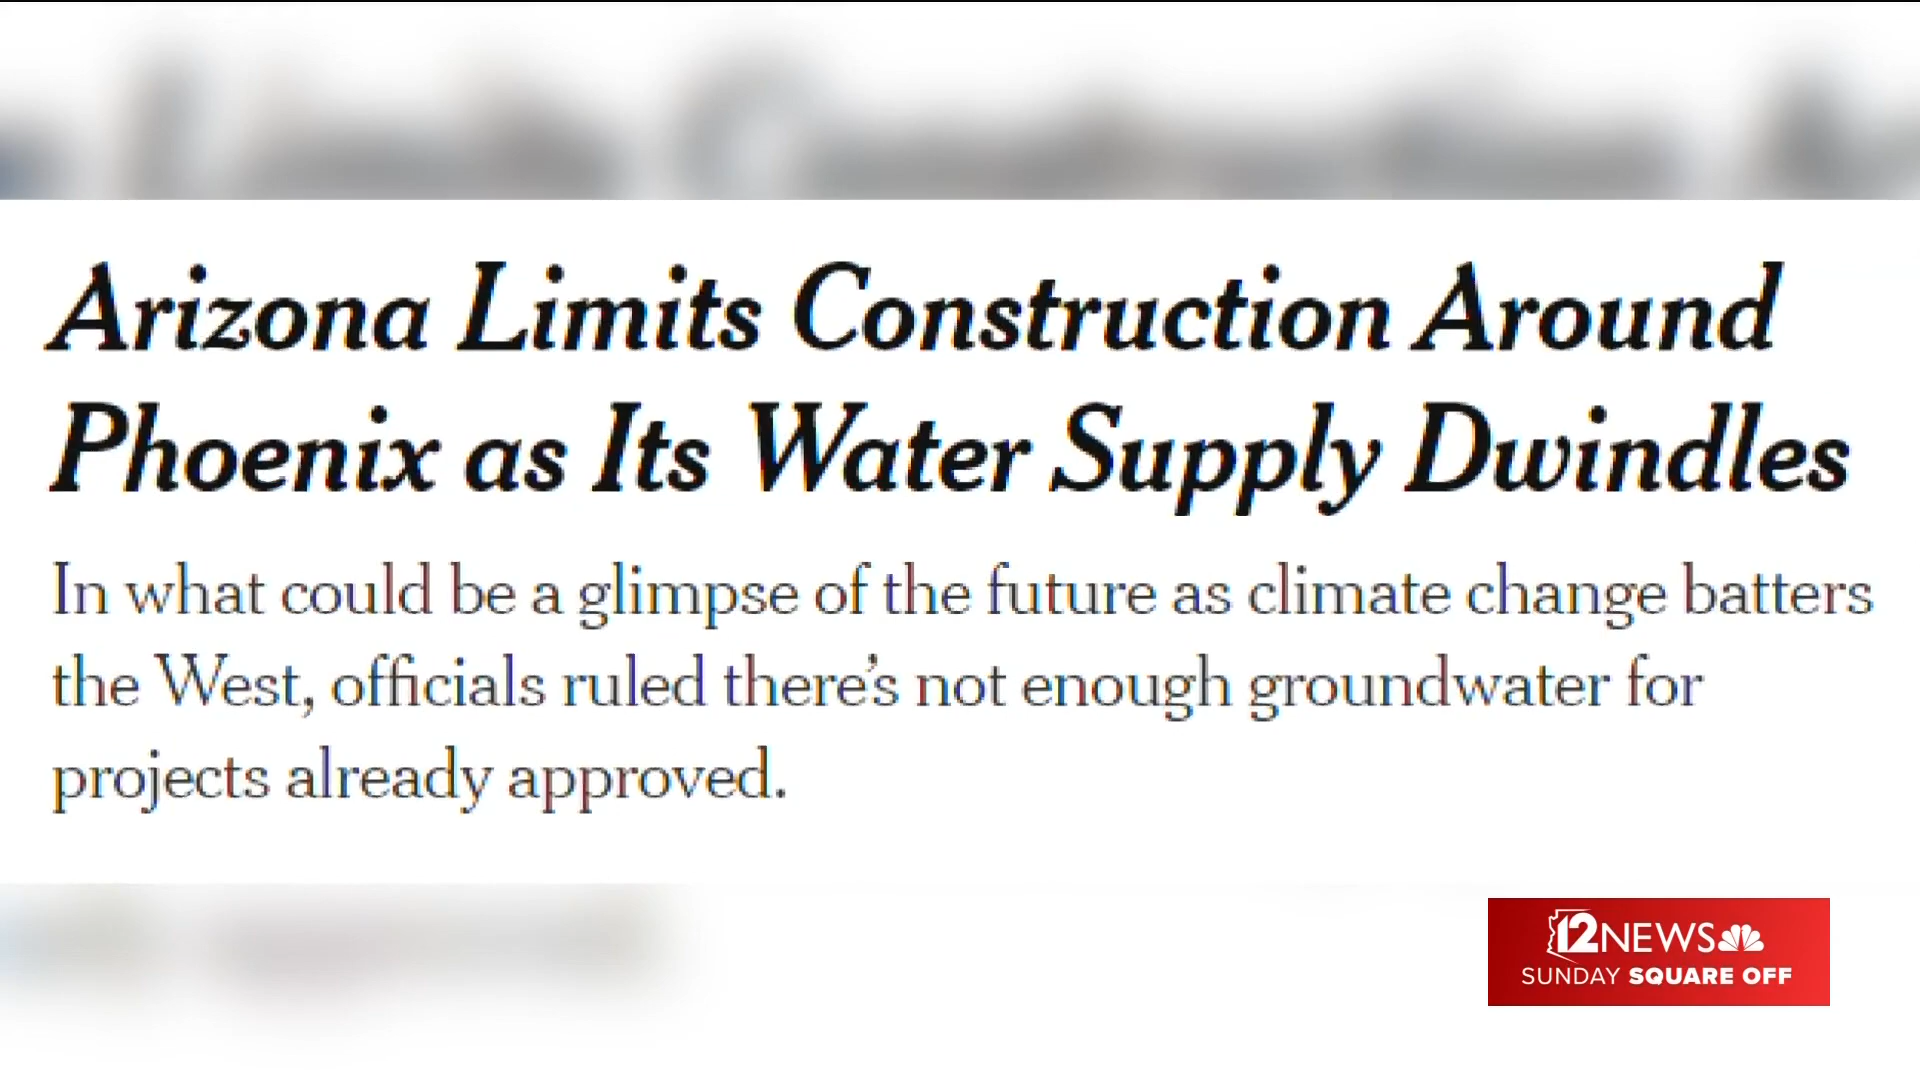 Arizona Limits Construction Around
Phoenix as Its Water Supply Dwindles
In what could be a glimpse of the future as climate change batters
the West, officials ruled there’s not enough groundwater for
projects already approved.
12NEWS
SUNDAY SQUARE OFF